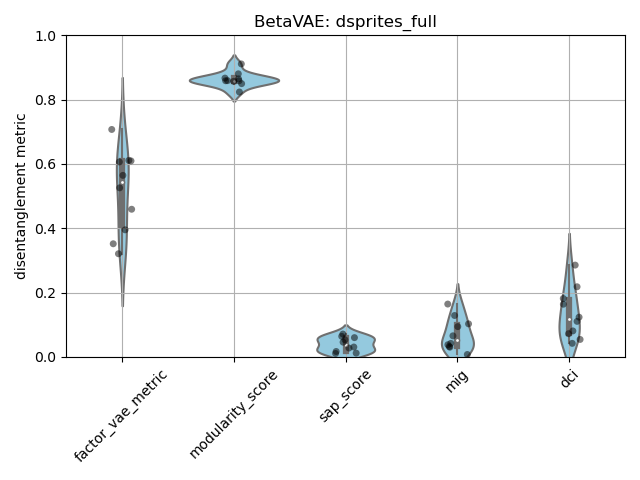 BetaVAE: dsprites_full
1.0
0.8
0.6
0.4
0.2
0.0
disentanglement metric
factor_vae_metric
modularity_score
sap_score
mig
dci